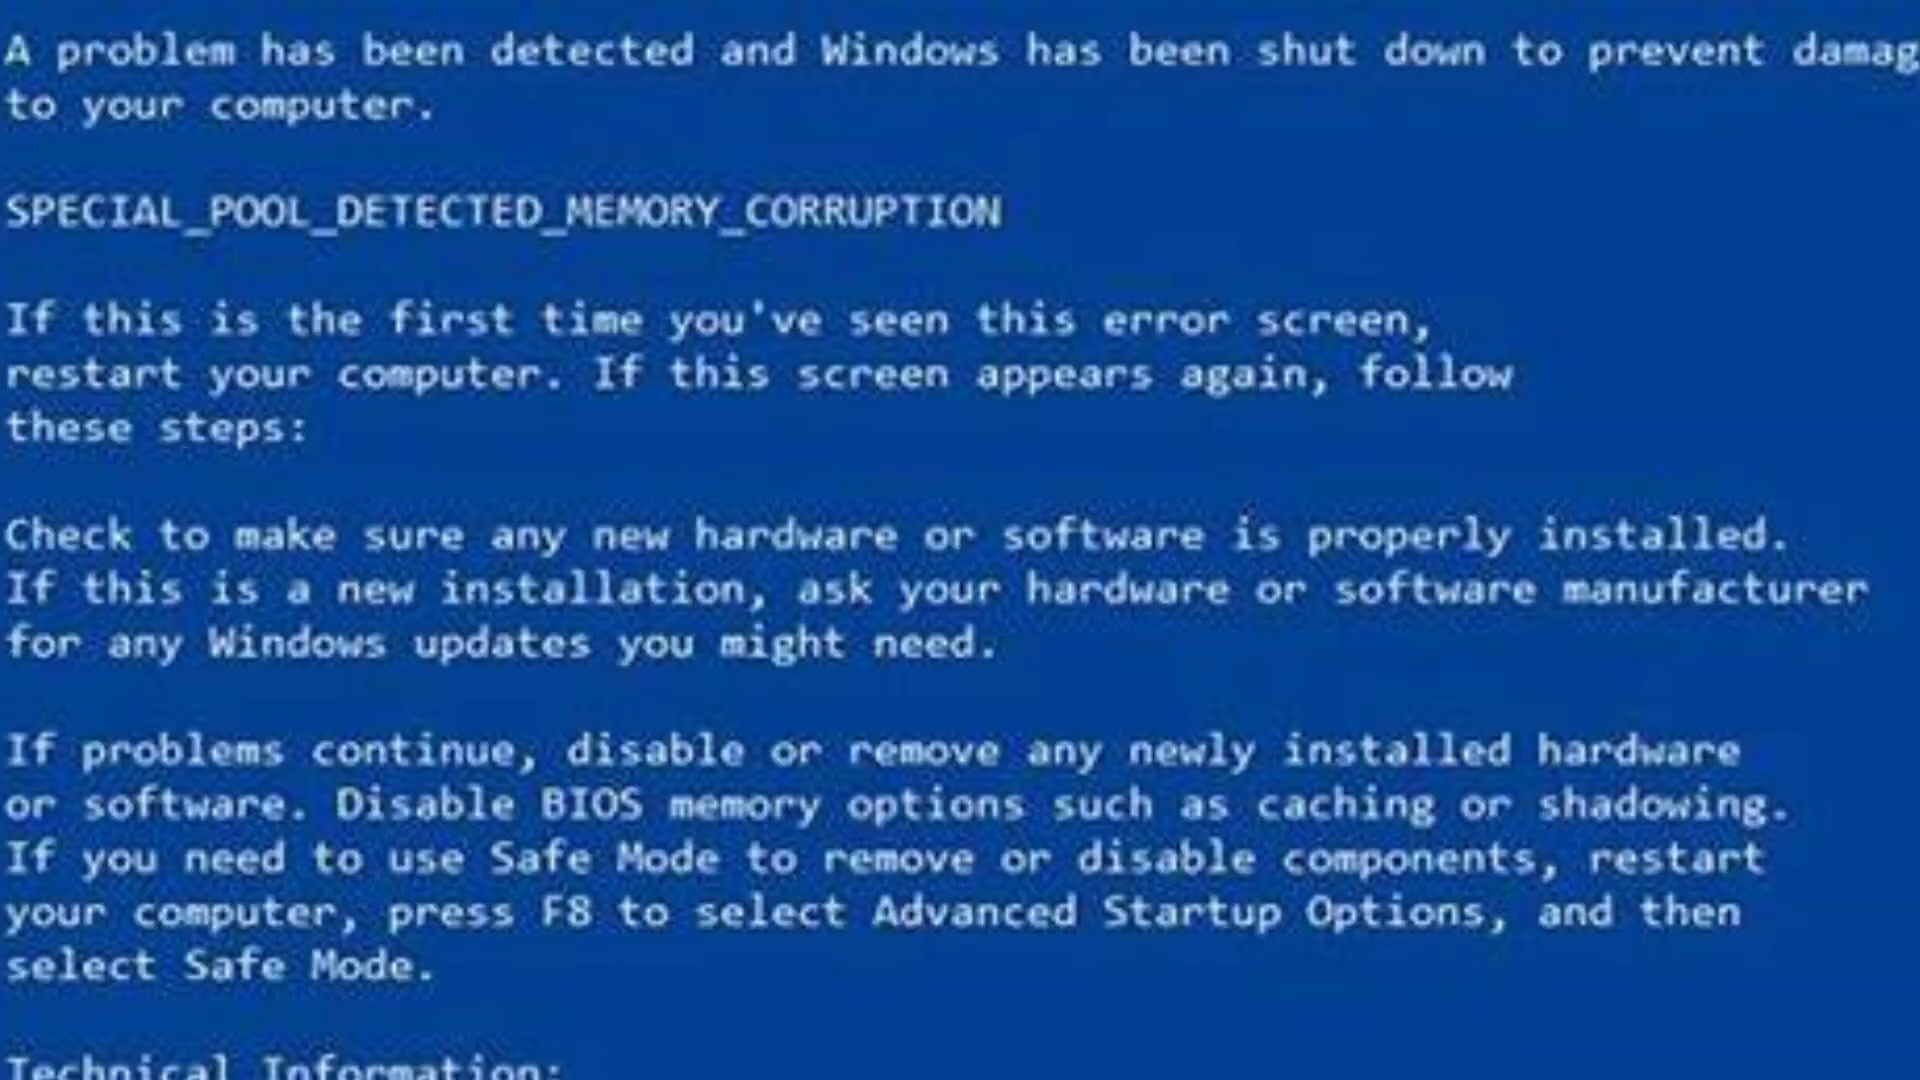 A problem has been detected and Windows has been shut down to prevent damag
to your computer.
SPECIAL_POOL_DETECTED_MEMORY_CORRUPTION
If this is the first time you've seen this error screen,
restart your computer. If this screen appears again, follow
these steps:
Check to make sure any new hardware or software is properly installed.
If this is a new installation, ask your hardware or software manufacturer
for any Windows updates you might need.
If problems continue, disable or remove any newly installed hardware
or software. Disable BIOS memory options such as caching or shadowing.
If you need to use Safe Mode to remove or disable components, restart
your computer, press F8 to select Advanced Startup Options, and then
select Safe Mode.
Technical Information: